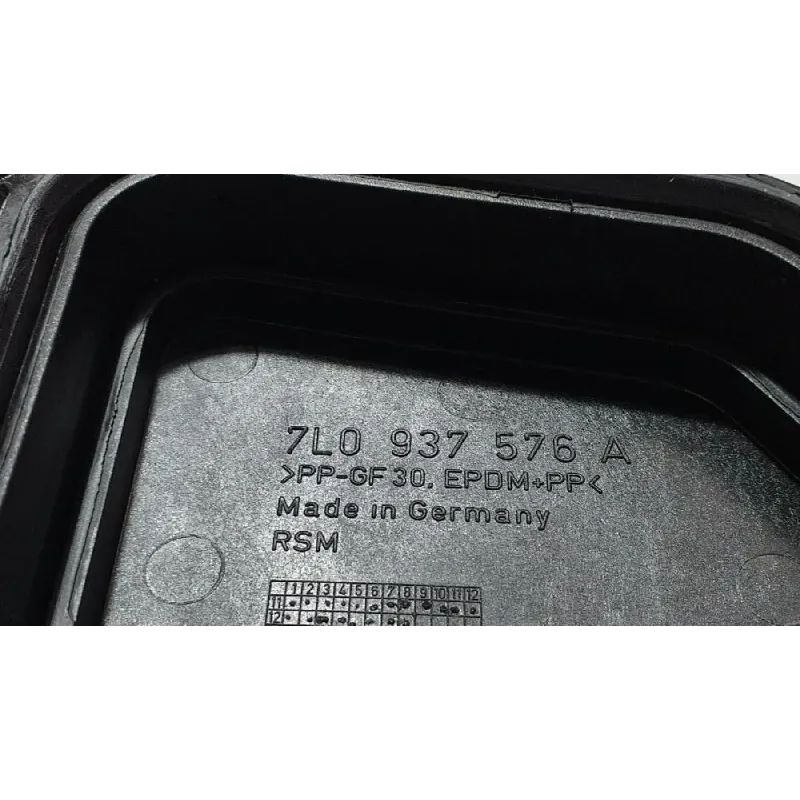 7L0 937 576 A
>PP-GF30, EPDM+PP<
Made in Germany
RSM
1 2 3 4 5 6 7 8 9 10 11 12
11
12